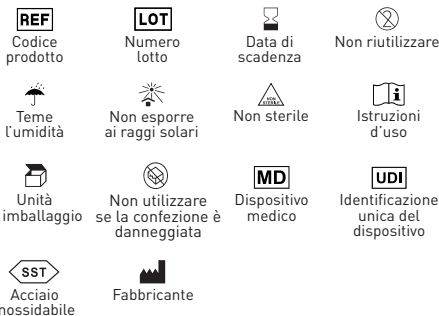 REF
LOT
Codice
prodotto
Numero
lotto
Data di
scadenza
Non riutilizzare
NON
STERILE
Teme
l'umidità
Non esporre
ai raggi solari
Non sterile
Istruzioni
d'uso
MD
UDI
Unità
imballaggio
Non utilizzare
se la confezione è
danneggiata
Dispositivo
medico
Identificazione
unica del
dispositivo
SST
Acciaio
nossidabile
Fabbricante